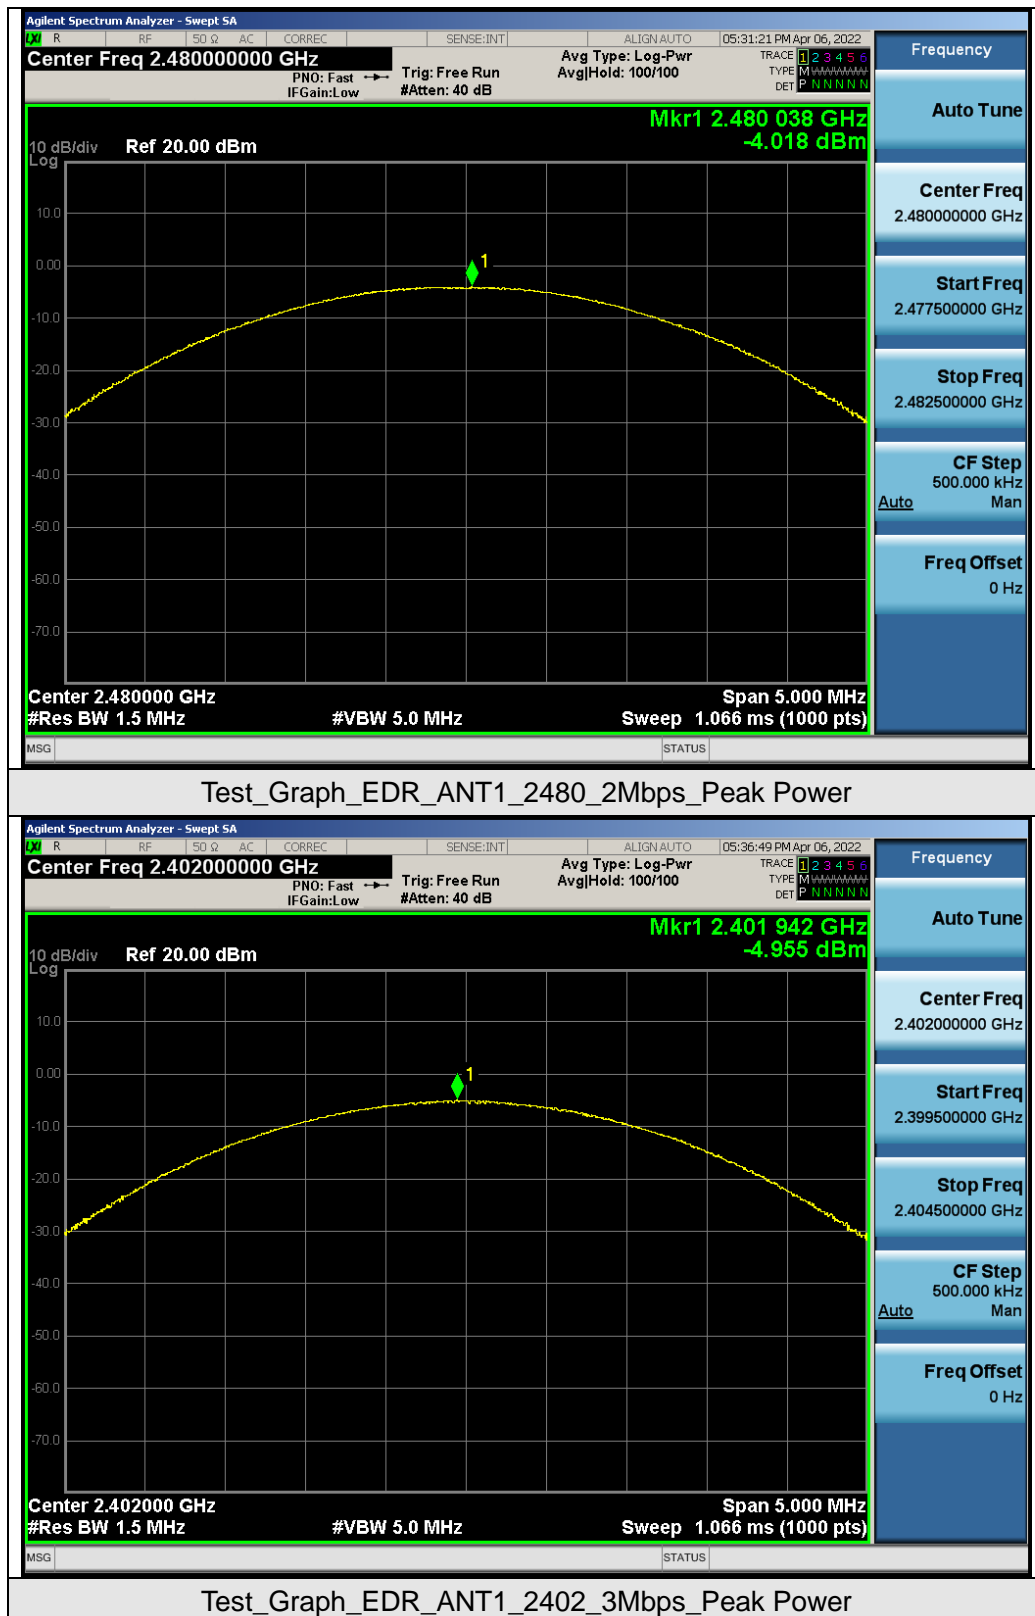 Agilent Spectrum Analyzer - Swept SA
LXI R RF 50 Ω AC CORREC SENSE:INT ALIGNAUTO 05:31:21 PM Apr 06, 2022
Center Freq 2.480000000 GHz
PNO: Fast
IFGain:Low
Trig: Free Run
#Atten: 40 dB
Avg Type: Log-Pwr
Avg|Hold: 100/100
TRACE 1 2 3 4 5 6
TYPE M WWWWW
DET P N N N N N
Frequency
Mkr1 2.480 038 GHz
-4.018 dBm
10 dB/div Ref 20.00 dBm
Log
10.0
0.00
-10.0
-20.0
-30.0
-40.0
-50.0
-60.0
-70.0
1
Center 2.480000 GHz Span 5.000 MHz
#Res BW 1.5 MHz #VBW 5.0 MHz Sweep 1.066 ms (1000 pts)
MSG STATUS
Auto Tune
Center Freq
2.480000000 GHz
Start Freq
2.477500000 GHz
Stop Freq
2.482500000 GHz
CF Step
500.000 kHz
Auto Man
Freq Offset
0 Hz
Test_Graph_EDR_ANT1_2480_2Mbps_Peak Power
Agilent Spectrum Analyzer - Swept SA
LXI R RF 50 Ω AC CORREC SENSE:INT ALIGNAUTO 05:36:49 PM Apr 06, 2022
Center Freq 2.402000000 GHz
PNO: Fast
IFGain:Low
Trig: Free Run
#Atten: 40 dB
Avg Type: Log-Pwr
Avg|Hold: 100/100
TRACE 1 2 3 4 5 6
TYPE M WWWWW
DET P N N N N N
Frequency
Mkr1 2.401 942 GHz
-4.955 dBm
10 dB/div Ref 20.00 dBm
Log
10.0
0.00
-10.0
-20.0
-30.0
-40.0
-50.0
-60.0
-70.0
1
Center 2.402000 GHz Span 5.000 MHz
#Res BW 1.5 MHz #VBW 5.0 MHz Sweep 1.066 ms (1000 pts)
MSG STATUS
Auto Tune
Center Freq
2.402000000 GHz
Start Freq
2.399500000 GHz
Stop Freq
2.404500000 GHz
CF Step
500.000 kHz
Auto Man
Freq Offset
0 Hz
Test_Graph_EDR_ANT1_2402_3Mbps_Peak Power